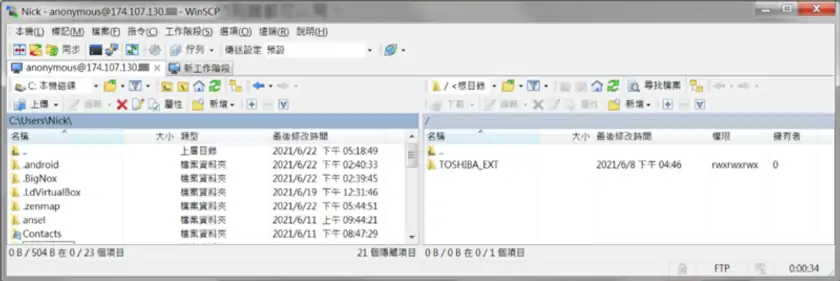 Nick - anonymous@174.107.130. - WinSCP
本機(L) 標記(M) 檔案(F) 指令(C) 工作階段(S) 選項(O) 遠端(R) 說明(H)
同步 佇列 傳送設定 預設
anonymous@174.107.130. 新工作階段
C: 本機磁碟 / <根目錄> 尋找檔案
上傳 編輯 屬性 新增 下載 編輯 屬性 新增
C:\Users\Nick\ /
名稱 大小 類型 最後修改時間 名稱 大小 最後修改時間 權限 擁有者
.. 上層目錄 2021/6/22 下午 05:18:49 ..
.android 檔案資料夾 2021/6/22 下午 02:40:33 TOSHIBA_EXT 2021/6/8 下午 04:46 rwxrwxrwx 0
.BigNox 檔案資料夾 2021/6/22 下午 02:39:45
.LdVirtualBox 檔案資料夾 2021/6/19 下午 12:31:46
.zenmap 檔案資料夾 2021/6/22 下午 05:44:51
ansel 檔案資料夾 2021/6/11 上午 09:44:21
Contacts 檔案資料夾 2021/6/11 下午 08:47:29
0 B / 504 B 在 0 / 23 個項目 21 個隱藏項目 0 B / 0 B 在 0 / 1 個項目
FTP 0:00:34